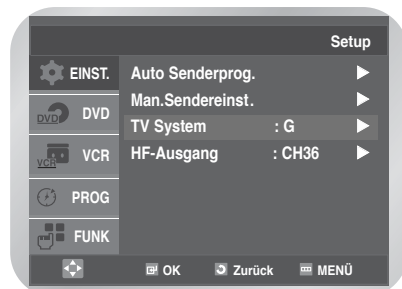 Setup
EINST.
Auto Senderprog.
Man.Sendereinst.
DVD DVD
TV System : G
VCR VCR
HF-Ausgang : CH36
PROG
FUNK
OK Zurück MENÜ